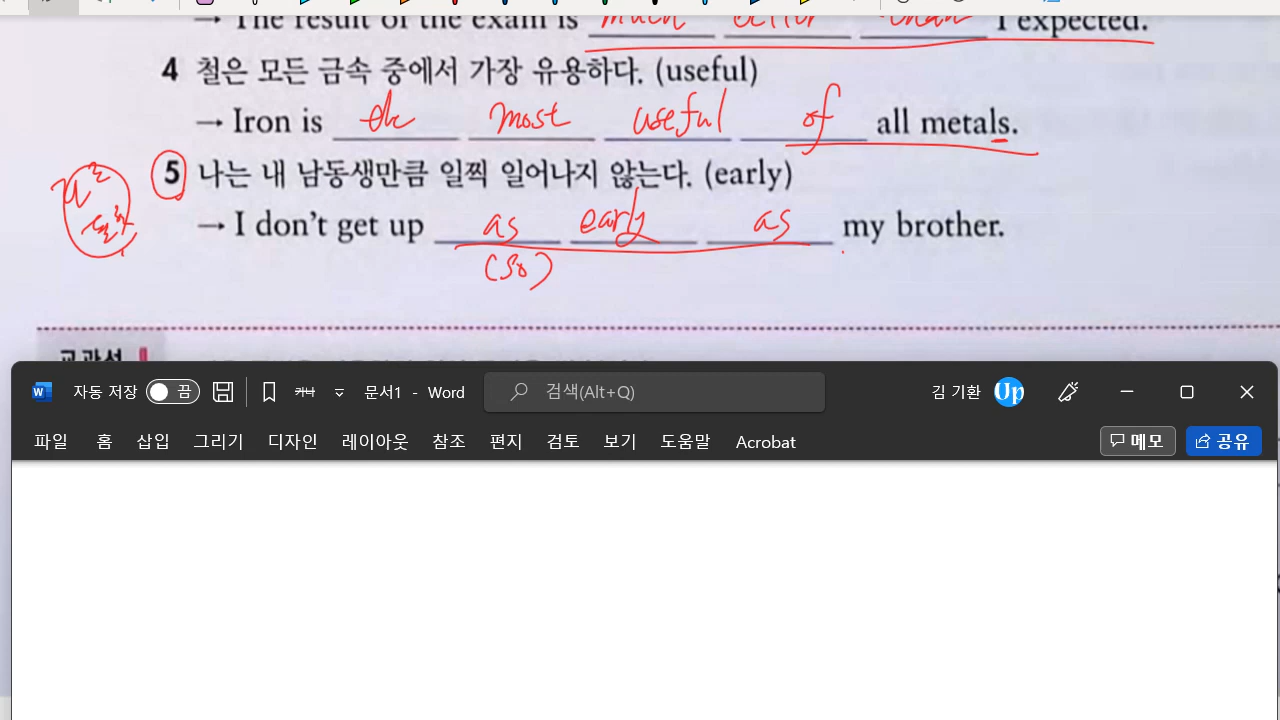 → The result of the exam is much better than I expected.
4 철은 모든 금속 중에서 가장 유용하다. (useful)
→ Iron is the most useful of all metals.
5 나는 내 남동생만큼 일찍 일어나지 않는다. (early)
→ I don't get up as early as my brother.
(so)
자동 저장 끔 가나 문서1 - Word 검색(Alt+Q) 김 기환 Up
파일 홈 삽입 그리기 디자인 레이아웃 참조 편지 검토 보기 도움말 Acrobat 메모 공유